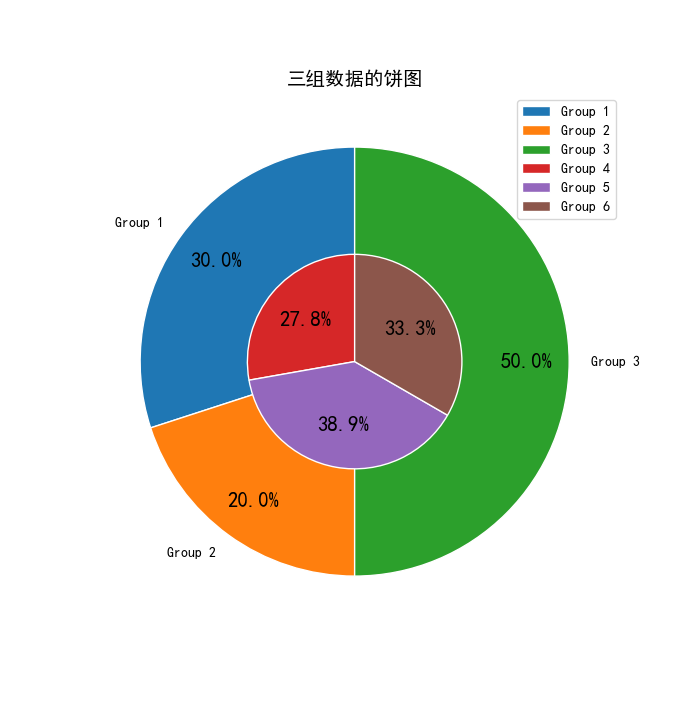 三组数据的饼图
Group 1
Group 2
Group 3
Group 4
Group 5
Group 6
Group 1
30.0%
27.8%
33.3%
50.0%
Group 3
38.9%
20.0%
Group 2